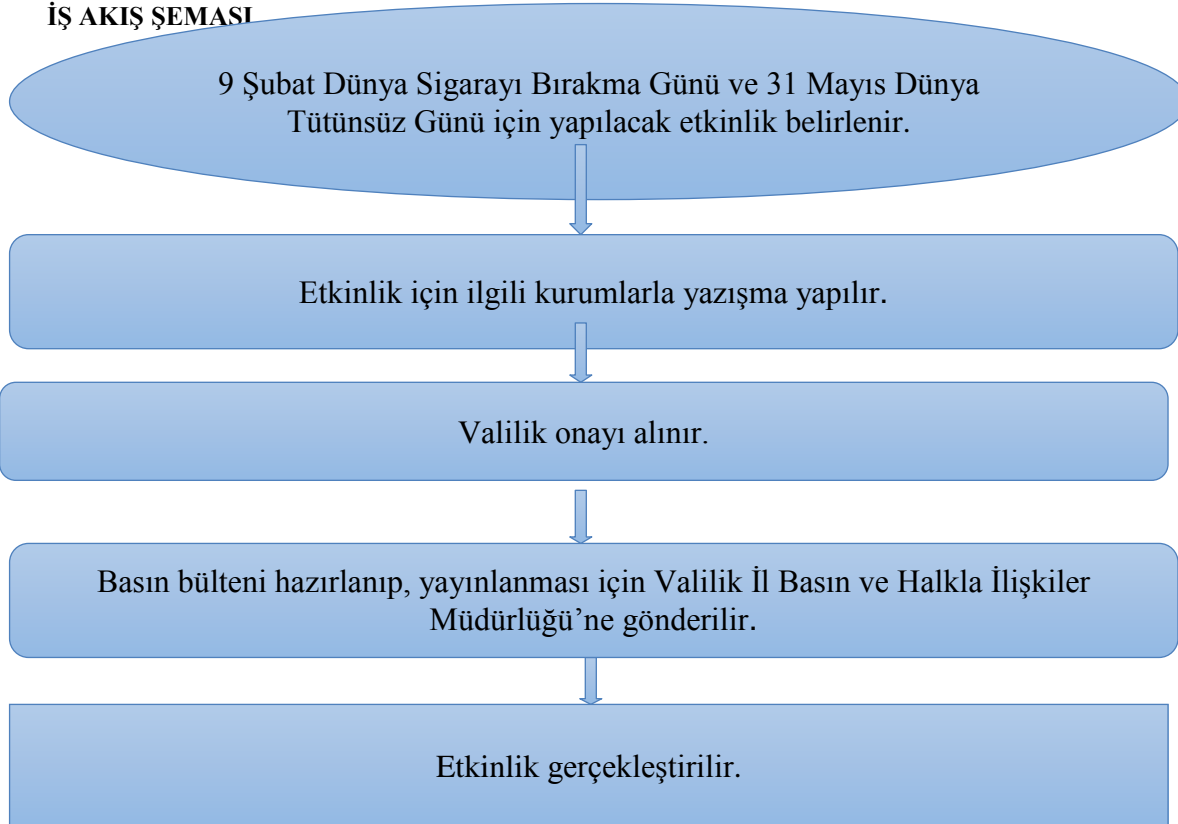 İŞ AKIŞ ŞEMASI
9 Şubat Dünya Sigarayı Bırakma Günü ve 31 Mayıs Dünya
Tütünsüz Günü için yapılacak etkinlik belirlenir.
Etkinlik için ilgili kurumlarla yazışma yapılır.
Valilik onayı alınır.
Basın bülteni hazırlanıp, yayınlanması için Valilik İl Basın ve Halkla İlişkiler
Müdürlüğü’ne gönderilir.
Etkinlik gerçekleştirilir.